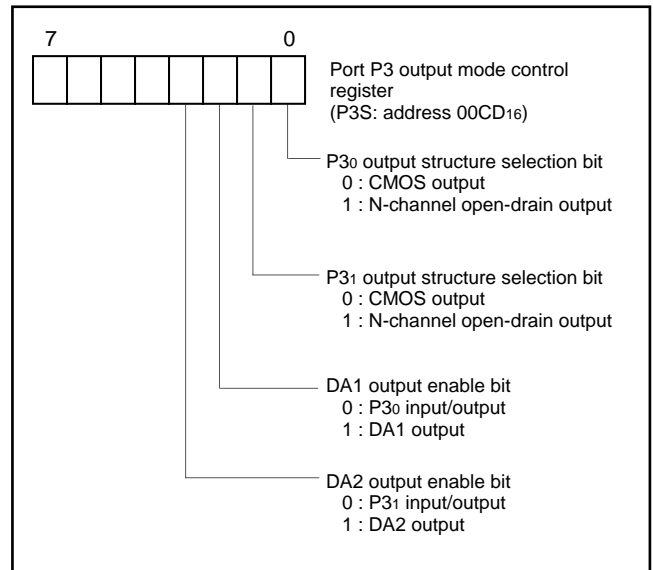 7 0
Port P3 output mode control
register
(P3S: address 00CD16)
P30 output structure selection bit
0 : CMOS output
1 : N-channel open-drain output
P31 output structure selection bit
0 : CMOS output
1 : N-channel open-drain output
DA1 output enable bit
0 : P30 input/output
1 : DA1 output
DA2 output enable bit
0 : P31 input/output
1 : DA2 output